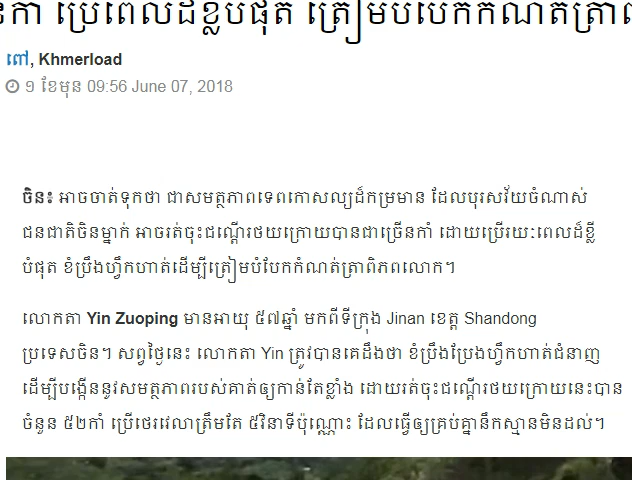 ប្រើពេលដ៏ខ្លីបំផុត ត្រៀមបំបែកកំណត់ត្រា
ពៅ, Khmerload
១ ខែមុន 09:56 June 07, 2018
ចិន៖ អាចចាត់ទុកថា ជាសមត្ថភាពទេពកោសល្យដ៏កម្រមាន ដែលបុរសវ័យចំណាស់
ជនជាតិចិនម្នាក់ អាចរត់ចុះជណ្តើរថយក្រោយបានជាច្រើនកាំ ដោយប្រើរយៈពេលដ៏ខ្លី
បំផុត ខំប្រឹងហ្វឹកហាត់ដើម្បីត្រៀមបំបែកកំណត់ត្រាពិភពលោក។
លោកតា Yin Zuoping មានអាយុ ៥៧ឆ្នាំ មកពីទីក្រុង Jinan ខេត្ត Shandong
ប្រទេសចិន។ សព្វថ្ងៃនេះ លោកតា Yin ត្រូវបានគេដឹងថា ខំប្រឹងប្រែងហ្វឹកហាត់ជំនាញ
ដើម្បីបង្កើននូវសមត្ថភាពរបស់គាត់ឲ្យកាន់តែខ្លាំង ដោយរត់ចុះជណ្តើរថយក្រោយនេះបាន
ចំនួន ៥២កាំ ប្រើថេរវេលាត្រឹមតែ ៥វិនាទីប៉ុណ្ណោះ ដែលធ្វើឲ្យគ្រប់គ្នានឹកស្មានមិនដល់។